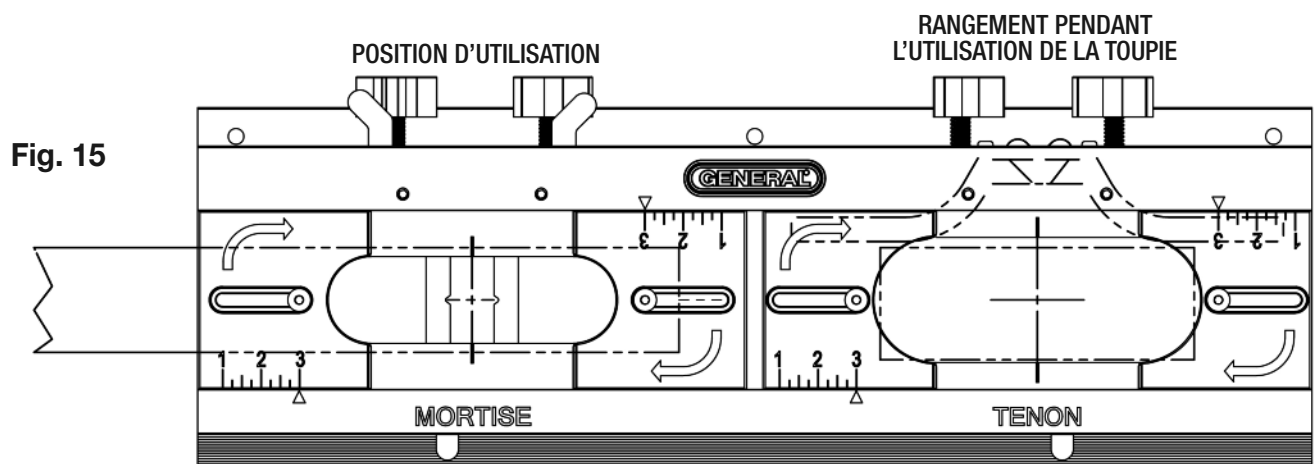 RANGEMENT PENDANT
L'UTILISATION DE LA TOUPIE
POSITION D'UTILISATION
Fig. 15
GENERAL
3 2 1
3 2 1
1 2 3
1 2 3
MORTISE
TENON